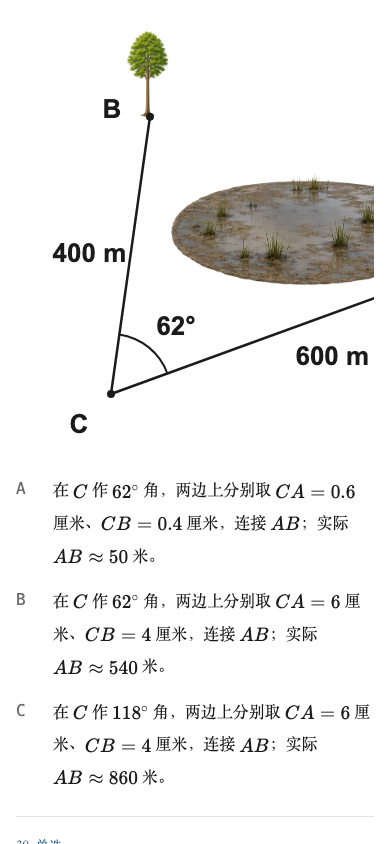 B
400 m
62°
600 m
C
A 在 C 作 62° 角，两边上分别取 CA = 0.6
厘米、CB = 0.4 厘米，连接 AB；实际
AB ≈ 50 米。
B 在 C 作 62° 角，两边上分别取 CA = 6 厘
米、CB = 4 厘米，连接 AB；实际
AB ≈ 540 米。
C 在 C 作 118° 角，两边上分别取 CA = 6 厘
米、CB = 4 厘米，连接 AB；实际
AB ≈ 860 米。